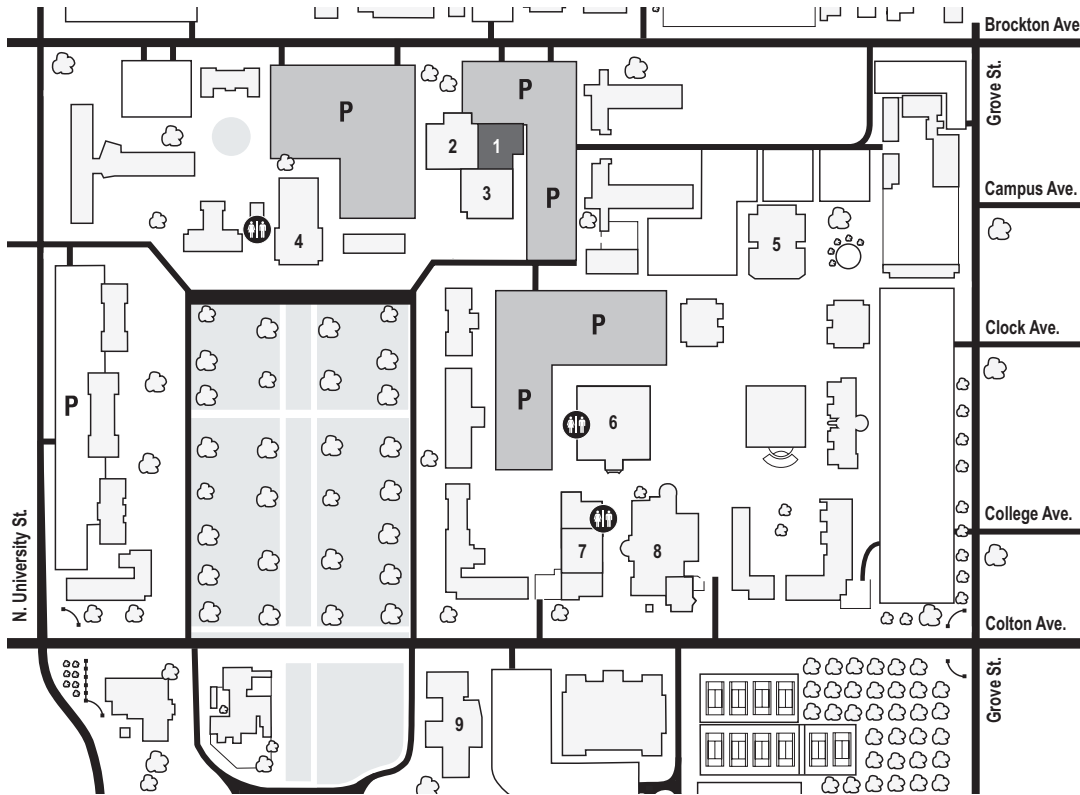 Brockton Ave
Grove St.
P
P
1
2
3
P
Campus Ave.
4
5
P
Clock Ave.
P
P
6
College Ave.
N. University St.
7
8
Colton Ave.
Grove St.
9